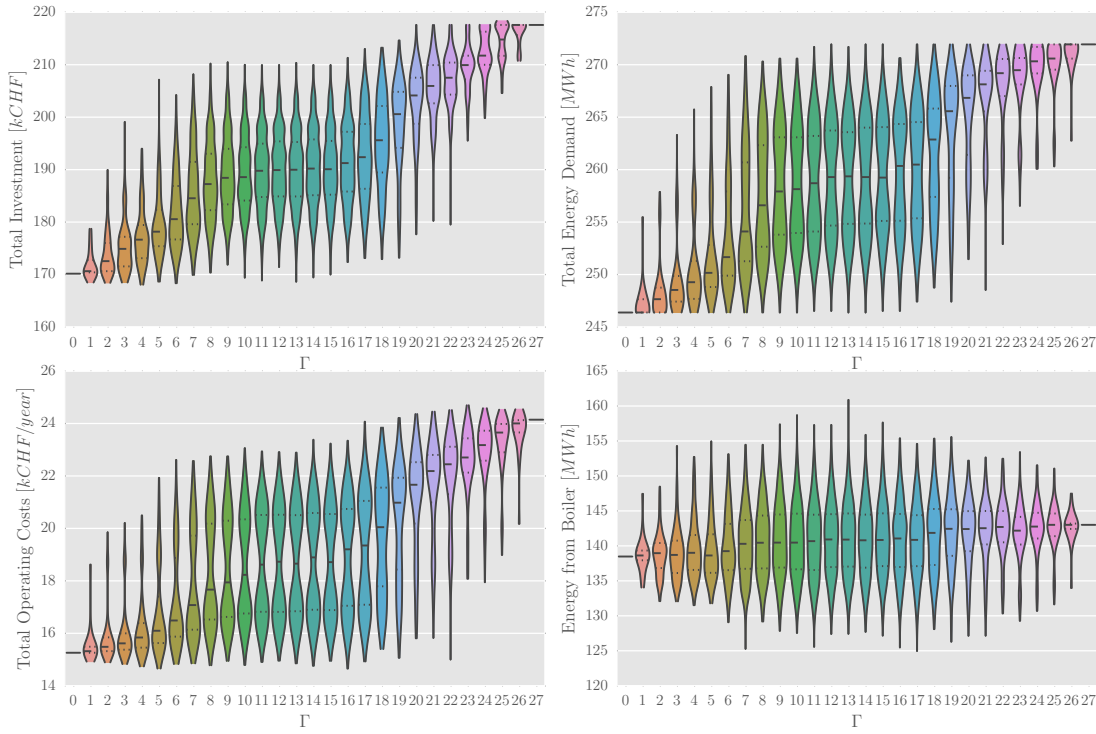 Total Investment [kCHF]
220
210
200
190
180
170
160
0 1 2 3 4 5 6 7 8 9 10 11 12 13 14 15 16 17 18 19 20 21 22 23 24 25 26 27
Γ
Total Energy Demand [MWh]
275
270
265
260
255
250
245
0 1 2 3 4 5 6 7 8 9 10 11 12 13 14 15 16 17 18 19 20 21 22 23 24 25 26 27
Γ
Total Operating Costs [kCHF/year]
26
24
22
20
18
16
14
0 1 2 3 4 5 6 7 8 9 10 11 12 13 14 15 16 17 18 19 20 21 22 23 24 25 26 27
Γ
Energy from Boiler [MWh]
165
160
155
150
145
140
135
130
125
120
0 1 2 3 4 5 6 7 8 9 10 11 12 13 14 15 16 17 18 19 20 21 22 23 24 25 26 27
Γ